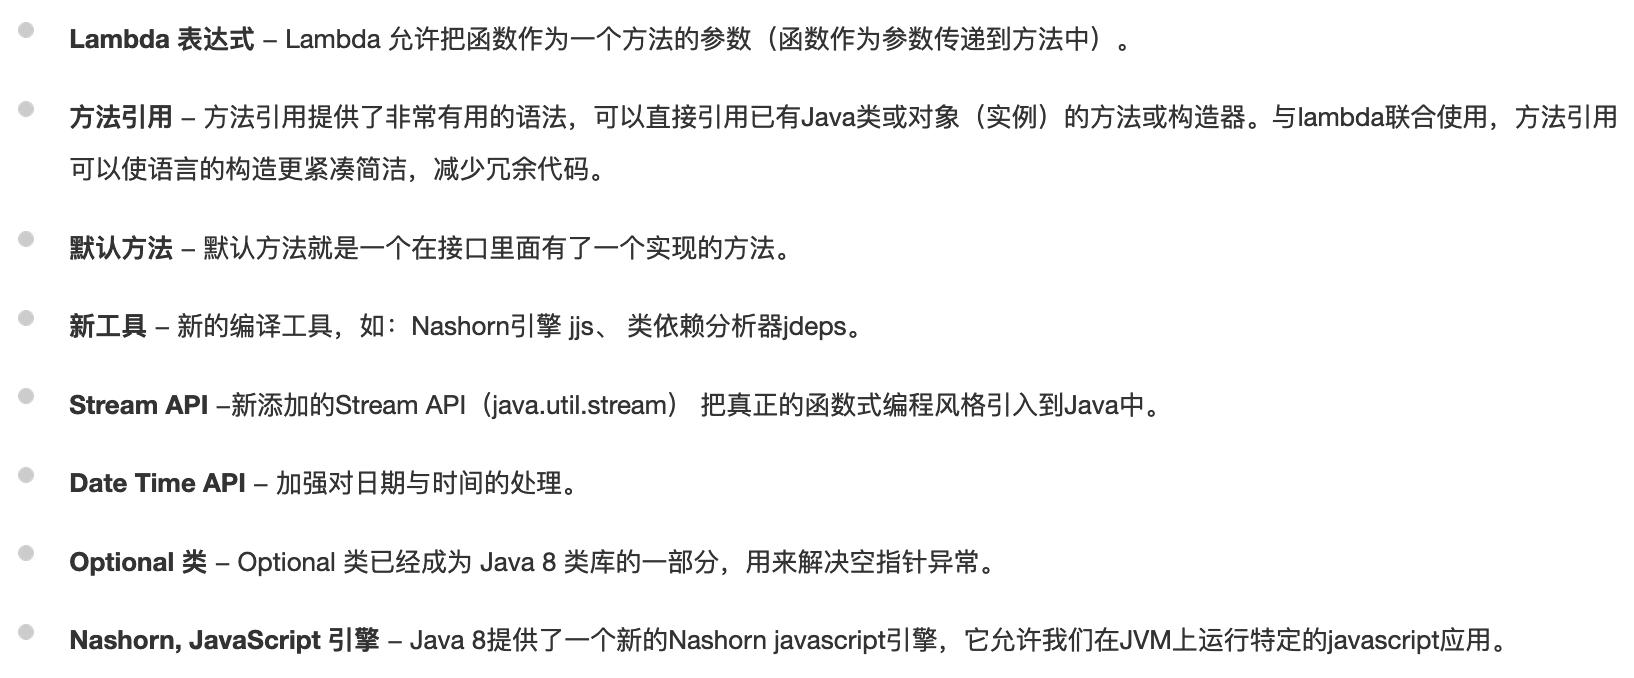 Lambda 表达式 – Lambda 允许把函数作为一个方法的参数（函数作为参数传递到方法中）。
方法引用 – 方法引用提供了非常有用的语法，可以直接引用已有Java类或对象（实例）的方法或构造器。与lambda联合使用，方法引用
可以使语言的构造更紧凑简洁，减少冗余代码。
默认方法 – 默认方法就是一个在接口里面有了一个实现的方法。
新工具 – 新的编译工具，如：Nashorn引擎 jjs、 类依赖分析器jdeps。
Stream API –新添加的Stream API（java.util.stream） 把真正的函数式编程风格引入到Java中。
Date Time API – 加强对日期与时间的处理。
Optional 类 – Optional 类已经成为 Java 8 类库的一部分，用来解决空指针异常。
Nashorn, JavaScript 引擎 – Java 8提供了一个新的Nashorn javascript引擎，它允许我们在JVM上运行特定的javascript应用。